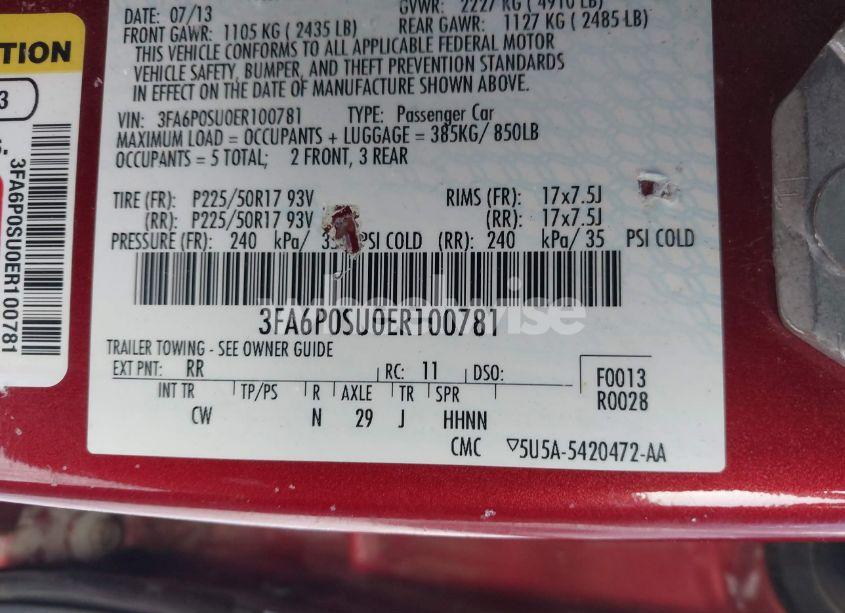 DATE: 07/13
GVWR: 2227 KG ( 4910 LB)
FRONT GAWR: 1105 KG ( 2435 LB)
REAR GAWR: 1127 KG ( 2485 LB)
THIS VEHICLE CONFORMS TO ALL APPLICABLE FEDERAL MOTOR
VEHICLE SAFETY, BUMPER, AND THEFT PREVENTION STANDARDS
IN EFFECT ON THE DATE OF MANUFACTURE SHOWN ABOVE.
VIN: 3FA6P0SU0ER100781 TYPE: Passenger Car
MAXIMUM LOAD = OCCUPANTS + LUGGAGE = 385KG/ 850LB
OCCUPANTS = 5 TOTAL; 2 FRONT, 3 REAR
TIRE (FR): P225/50R17 93V RIMS (FR): 17x7.5J
(RR): P225/50R17 93V (RR): 17x7.5J
PRESSURE (FR): 240 kPa/ 35 PSI COLD (RR): 240 kPa/ 35 PSI COLD
3FA6P0SU0ER100781
TRAILER TOWING - SEE OWNER GUIDE
EXT PNT: RR RC: 11 DSO:
F0013
R0028
INT TR TP/PS R AXLE TR SPR
CW N 29 J HHNN
CMC ▽5U5A-5420472-AA
3FA6P0SU0ER100781